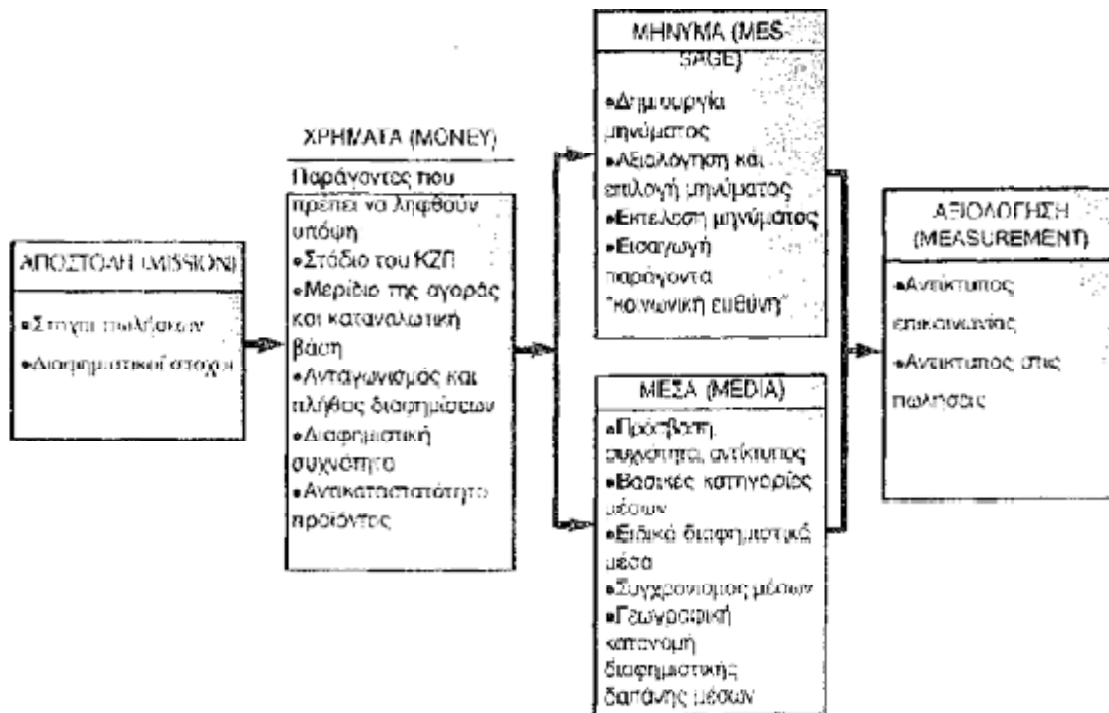 ΑΠΟΣΤΟΛΗ (MISSION)
•Στόχοι πωλήσεων
•Διαφημιστικοί στόχοι
ΧΡΗΜΑΤΑ (MONEY)
Παράγοντες που
πρέπει να ληφθούν
υπόψη
•Στάδιο του ΚΖΠ
•Μερίδιο της αγοράς
και καταναλωτική
βάση
•Ανταγωνισμός και
πλήθος διαφημίσεων
•Διαφημιστική
συχνότητα
•Αντικαταστατότητα
προϊόντος
ΜΗΝΥΜΑ (MES-
SAGE)
•Δημιουργία
μηνύματος
•Αξιολόγηση και
επιλογή μηνύματος
•Εκτέλεση μηνύματος
•Εισαγωγή
παράγοντα
"κοινωνική ευθύνη"
ΜΕΣΑ (MEDIA)
•Πρόσβαση,
συχνότητα, αντίκτυπος
•Βασικές κατηγορίες
μέσων
•Ειδικά διαφημιστικά
μέσα
•Συγχρονισμος μέσων
•Γεωγραφική
κατανομή
διαφημιστικής
δαπάνης μέσων
ΑΞΙΟΛΟΓΗΣΗ
(MEASUREMENT)
•Αντίκτυπος
επικοινωνίας
•Αντίκτυπος στις
πωλήσεις